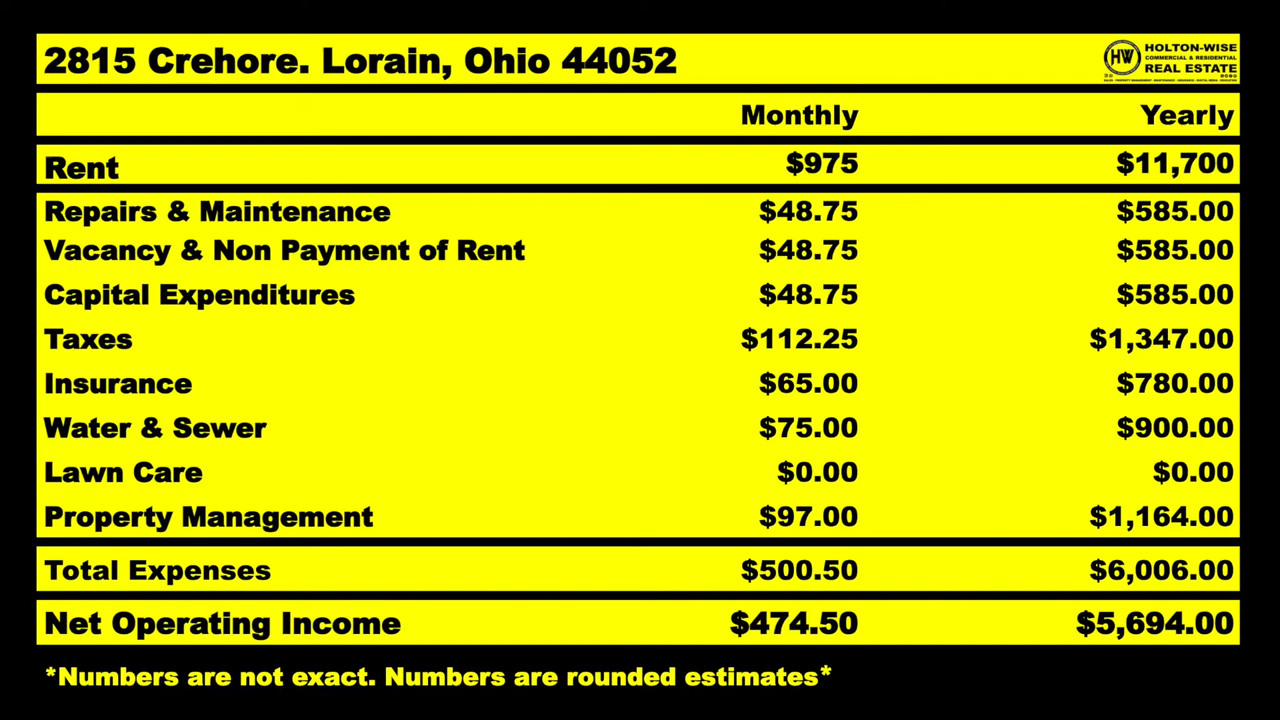 2815 Crehore. Lorain, Ohio 44052
HW
HOLTON-WISE
COMMERCIAL & RESIDENTIAL
REAL ESTATE
Monthly Yearly
Rent $975 $11,700
Repairs & Maintenance $48.75 $585.00
Vacancy & Non Payment of Rent $48.75 $585.00
Capital Expenditures $48.75 $585.00
Taxes $112.25 $1,347.00
Insurance $65.00 $780.00
Water & Sewer $75.00 $900.00
Lawn Care $0.00 $0.00
Property Management $97.00 $1,164.00
Total Expenses $500.50 $6,006.00
Net Operating Income $474.50 $5,694.00
*Numbers are not exact. Numbers are rounded estimates*